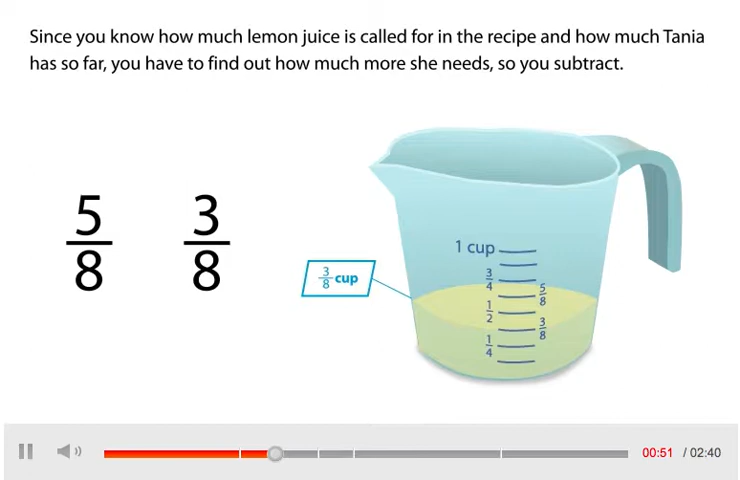 Since you know how much lemon juice is called for in the recipe and how much Tania
has so far, you have to find out how much more she needs, so you subtract.
5/8 3/8
1 cup
3/8 cup
3/4
5/8
1/2
3/8
1/4
00:51 / 02:40